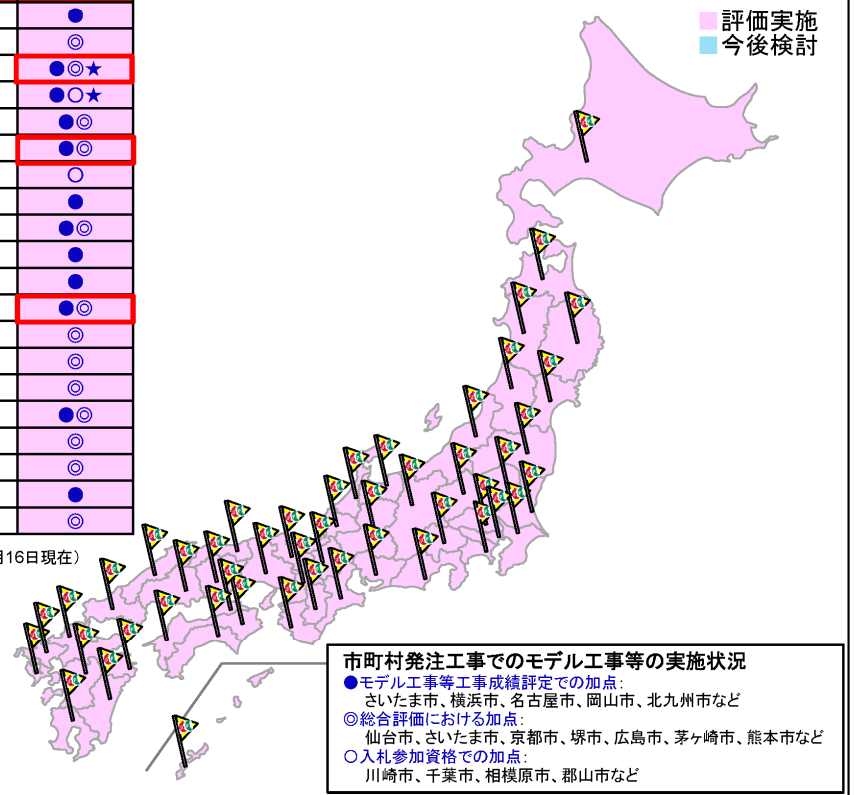 評価実施
今後検討
●
◎
●◎★
●○★
●◎
●◎
○
●
●◎
●
●
●◎
◎
◎
◎
●◎
◎
◎
●
◎
月16日現在）
市町村発注工事でのモデル工事等の実施状況
●モデル工事等工事成績評定での加点：
さいたま市、横浜市、名古屋市、岡山市、北九州市など
◎総合評価における加点：
仙台市、さいたま市、京都市、堺市、広島市、茅ヶ崎市、熊本市など
○入札参加資格での加点：
川崎市、千葉市、相模原市、郡山市など